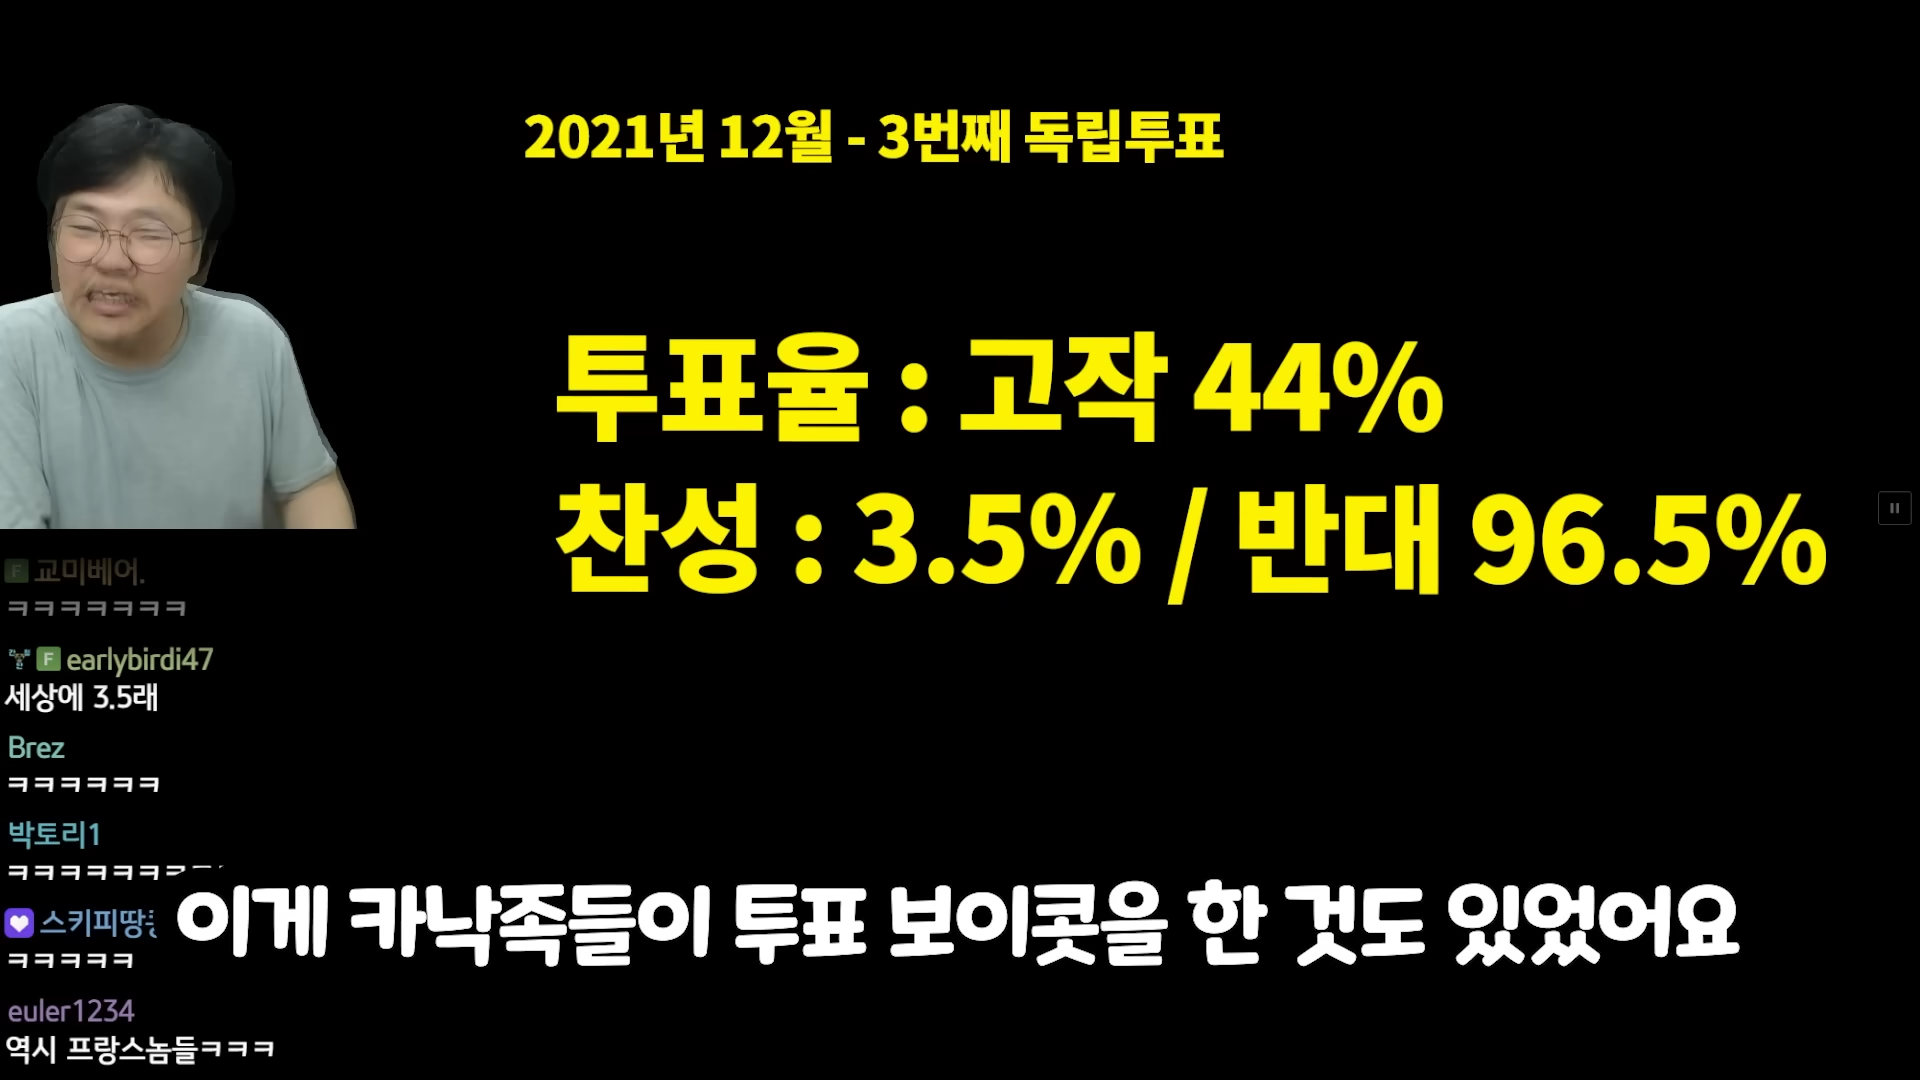 2021년 12월 - 3번째 독립투표
투표율 : 고작 44%
찬성 : 3.5% / 반대 96.5%
F 교미베어.
ㅋㅋㅋㅋㅋㅋㅋ
F earlybirdi47
세상에 3.5래
Brez
ㅋㅋㅋㅋㅋㅋ
박토리1
ㅋㅋㅋㅋㅋㅋㅋ
스키피땅
ㅋㅋㅋㅋㅋ
이게 카낙족들이 투표 보이콧을 한 것도 있었어요
euler1234
역시 프랑스놈들ㅋㅋㅋ